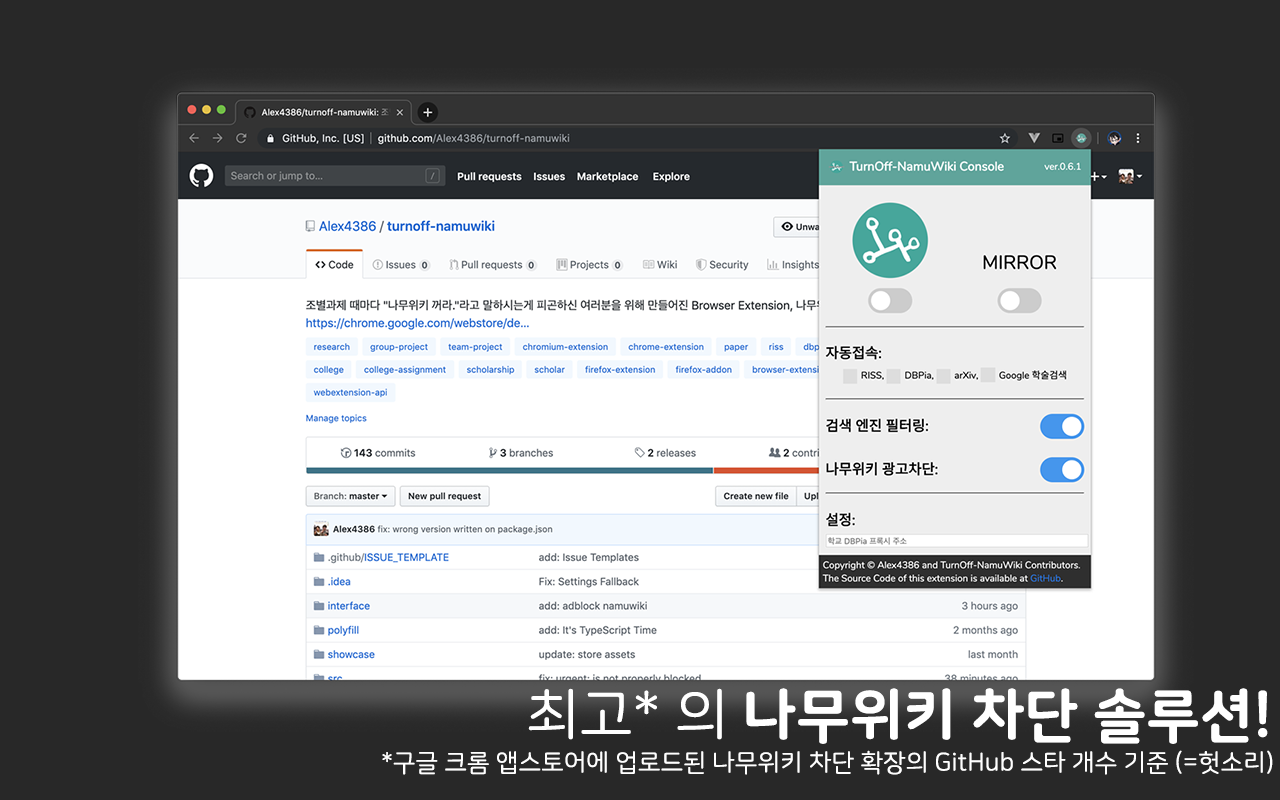 Alex4386/turnoff-namuwiki: 조
GitHub, Inc. [US] | github.com/Alex4386/turnoff-namuwiki
TurnOff-NamuWiki Console ver.0.6.1
Search or jump to... / Pull requests Issues Marketplace Explore
Alex4386 / turnoff-namuwiki
Unwa
MIRROR
Code Issues 0 Pull requests 0 Projects 0 Wiki Security Insights
조별과제 때마다 "나무위키 꺼라."라고 말하시는게 피곤하신 여러분을 위해 만들어진 Browser Extension, 나무
https://chrome.google.com/webstore/de...
research group-project team-project chromium-extension chrome-extension paper riss dbp
college college-assignment scholarship scholar firefox-extension firefox-addon browser-extensi
webextension-api
Manage topics
자동접속:
RISS, DBPia, arXiv, Google 학술검색
검색 엔진 필터링:
143 commits 3 branches 2 releases 2 contri
나무위키 광고차단:
Branch: master New pull request Create new file Upl
설정:
학교 DBPia 프록시 주소
Alex4386 fix: wrong version written on package.json
Copyright © Alex4386 and TurnOff-NamuWiki Contributors.
The Source Code of this extension is available at GitHub.
.github/ISSUE_TEMPLATE add: Issue Templates
.idea Fix: Settings Fallback
interface add: adblock namuwiki 3 hours ago
polyfill add: It's TypeScript Time 2 months ago
showcase update: store assets last month
src fix: urgent: is not properly blocked 38 minutes ago
최고* 의 나무위키 차단 솔루션!
*구글 크롬 앱스토어에 업로드된 나무위키 차단 확장의 GitHub 스타 개수 기준 (=헛소리)